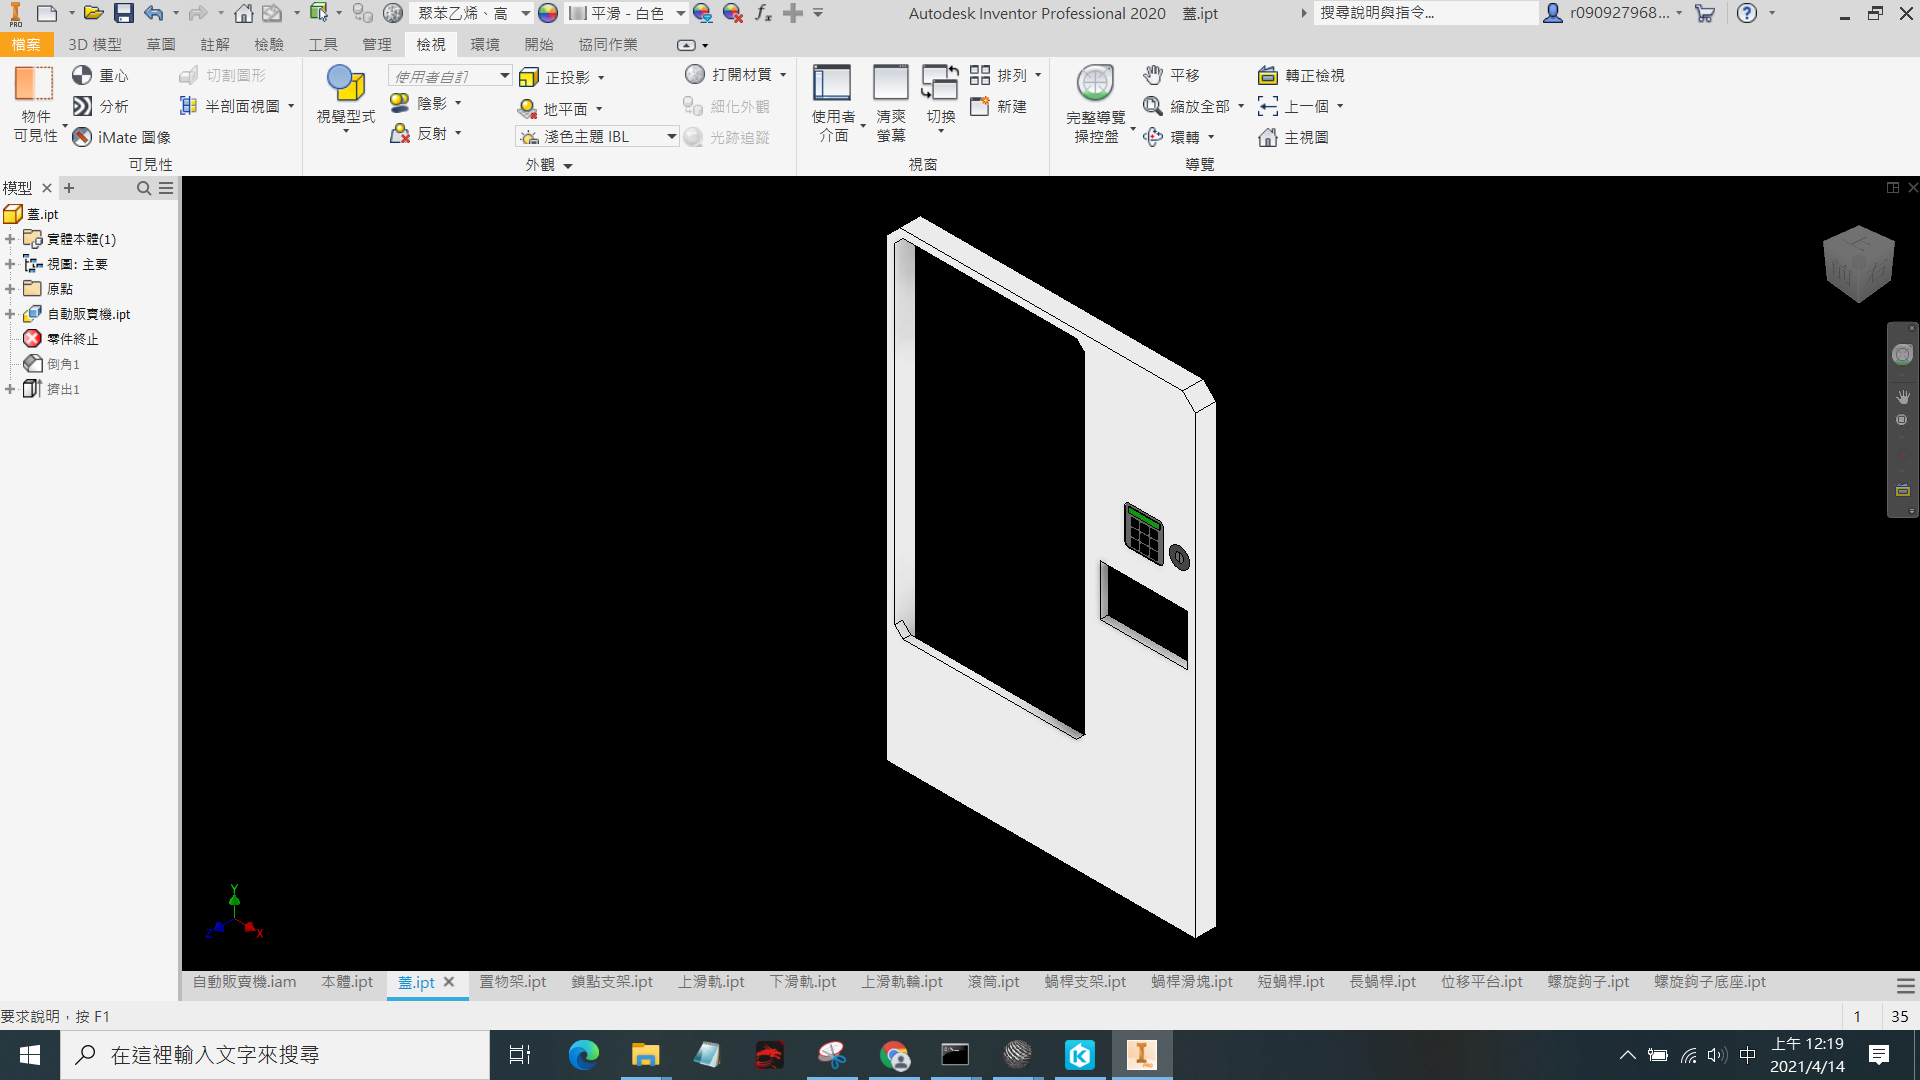 PRO 聚苯乙烯、高 平滑 - 白色 fx Autodesk Inventor Professional 2020 蓋.ipt 搜尋說明與指令... r090927968...
檔案 3D 模型 草圖 註解 檢驗 工具 管理 檢視 環境 開始 協同作業
物件
可見性
重心
分析
iMate 圖像
切割圖形
半剖面視圖
可見性
視覺型式
使用者自訂
陰影
反射
正投影
地平面
淺色主題 IBL
打開材質
細化外觀
光跡追蹤
外觀
使用者
介面
清爽
螢幕
切換
排列
新建
視窗
完整導覽
操控盤
平移
縮放全部
環轉
轉正檢視
上一個
主視圖
導覽
模型
蓋.ipt
實體本體(1)
視圖: 主要
原點
自動販賣機.ipt
零件終止
倒角1
擠出1
上
前
右
Y
Z
X
自動販賣機.iam 本體.ipt 蓋.ipt 置物架.ipt 鎖點支架.ipt 上滑軌.ipt 下滑軌.ipt 上滑軌輪.ipt 滾筒.ipt 蝸桿支架.ipt 蝸桿滑塊.ipt 短蝸桿.ipt 長蝸桿.ipt 位移平台.ipt 螺旋鉤子.ipt 螺旋鉤子底座.ipt
要求說明，按 F1
1 35
在這裡輸入文字來搜尋
中
上午 12:19
2021/4/14